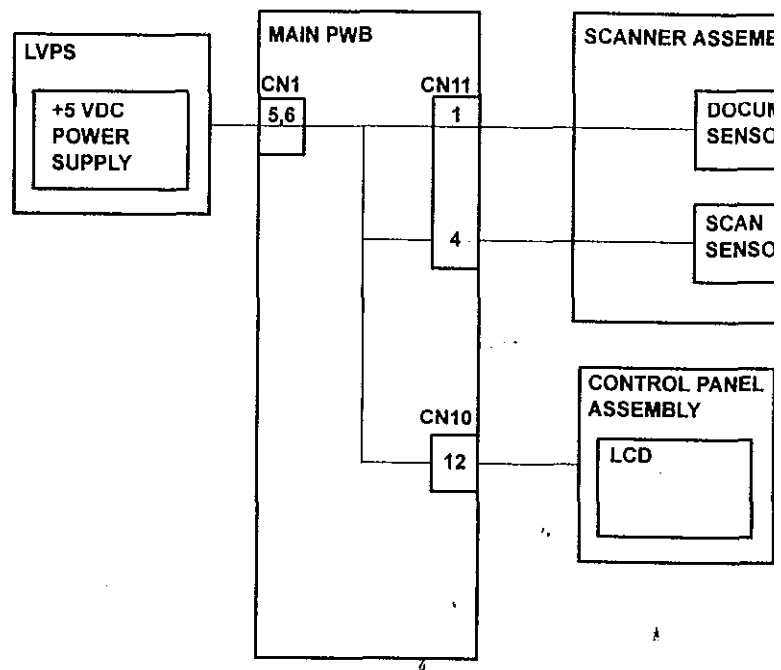 LVPS
+5 VDC
POWER
SUPPLY
MAIN PWB
CN1
5,6
CN11
1
4
CN10
12
SCANNER ASSEMB
DOCUM
SENSO
SCAN
SENSO
CONTROL PANEL
ASSEMBLY
LCD